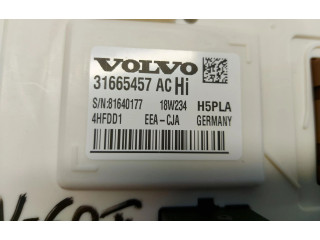 VOLVO
31665457 AC Hi
S/N:81640177 18W234 H5PLA
4HFDD1 EEA-CJA GERMANY